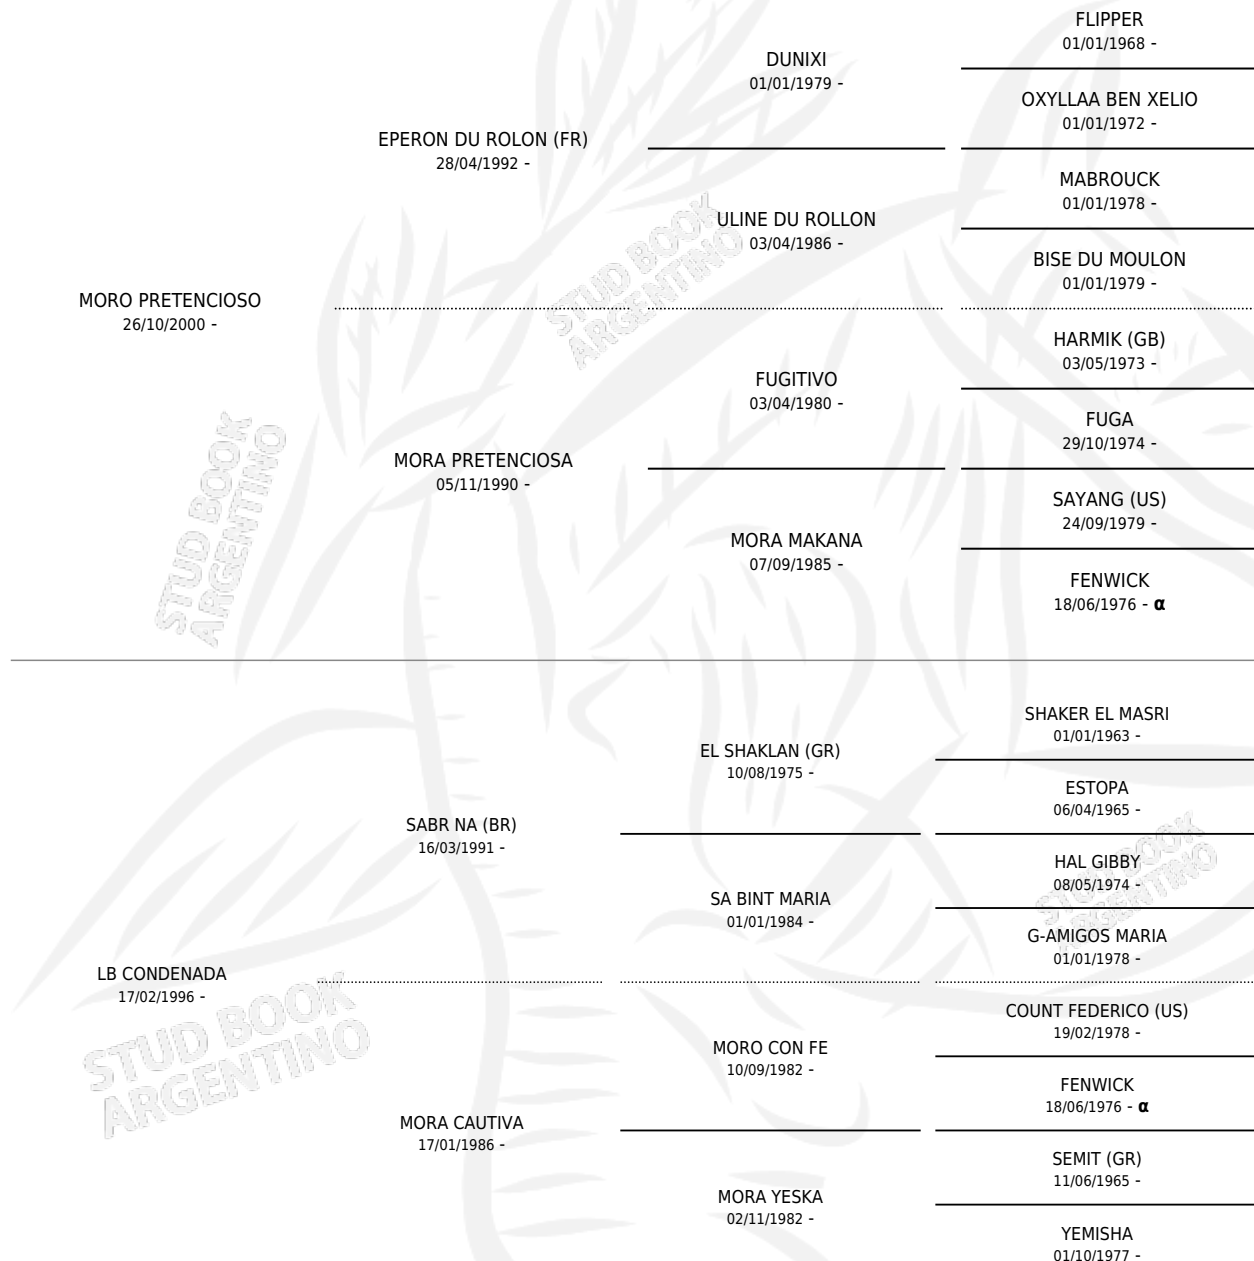 FLIPPER
01/01/1968 -
DUNIXI
01/01/1979 -
OXYLLAA BEN XELIO
01/01/1972 -
EPERON DU ROLON (FR)
28/04/1992 -
MABROUCK
01/01/1978 -
ULINE DU ROLLON
03/04/1986 -
BISE DU MOULON
01/01/1979 -
MORO PRETENCIOSO
26/10/2000 -
HARMIK (GB)
03/05/1973 -
FUGITIVO
03/04/1980 -
FUGA
29/10/1974 -
MORA PRETENCIOSA
05/11/1990 -
SAYANG (US)
24/09/1979 -
MORA MAKANA
07/09/1985 -
FENWICK
18/06/1976 - α
SHAKER EL MASRI
01/01/1963 -
EL SHAKLAN (GR)
10/08/1975 -
ESTOPA
06/04/1965 -
SABR NA (BR)
16/03/1991 -
HAL GIBBY
08/05/1974 -
SA BINT MARIA
01/01/1984 -
G-AMIGOS MARIA
01/01/1978 -
LB CONDENADA
17/02/1996 -
COUNT FEDERICO (US)
19/02/1978 -
MORO CON FE
10/09/1982 -
FENWICK
18/06/1976 - α
MORA CAUTIVA
17/01/1986 -
SEMIT (GR)
11/06/1965 -
MORA YESKA
02/11/1982 -
YEMISHA
01/10/1977 -
STUD BOOK
ARGENTINO
STUD BOOK
ARGENTINO
STUD BOOK
ARGENTINO
STUD BOOK
ARGENTINO